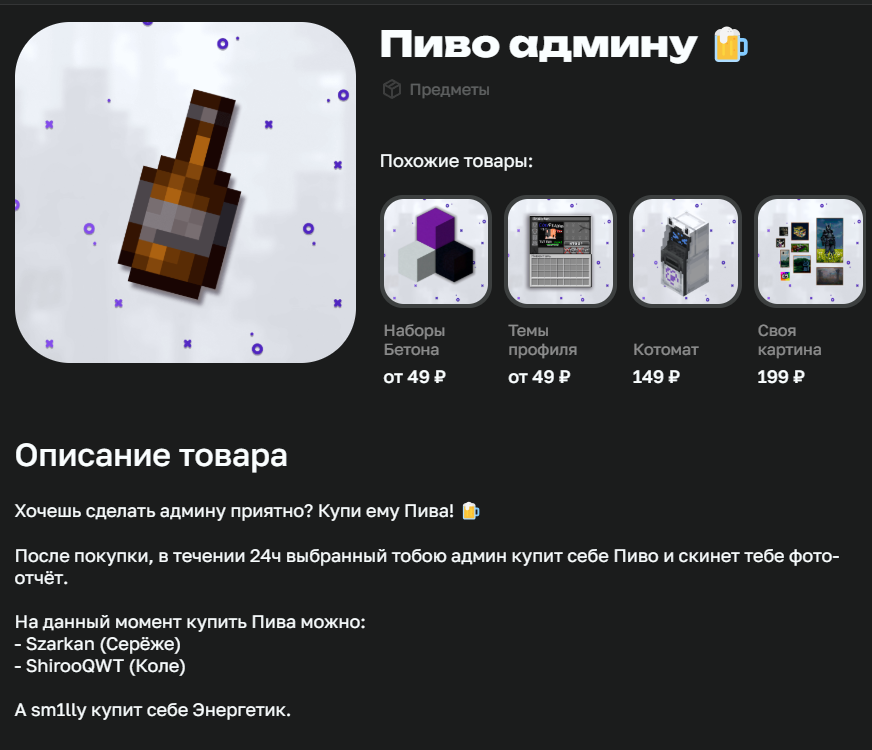 Пиво админу 🍺
Предметы
Похожие товары:
Наборы
Бетона
от 49 ₽
Темы
профиля
от 49 ₽
Котомат
149 ₽
Своя
картина
199 ₽
Описание товара
Хочешь сделать админу приятно? Купи ему Пива! 🍺
После покупки, в течении 24ч выбранный тобою админ купит себе Пиво и скинет тебе фото-
отчёт.
На данный момент купить Пива можно:
- Szarkan (Серёже)
- ShirooQWT (Коле)
А sm1lly купит себе Энергетик.